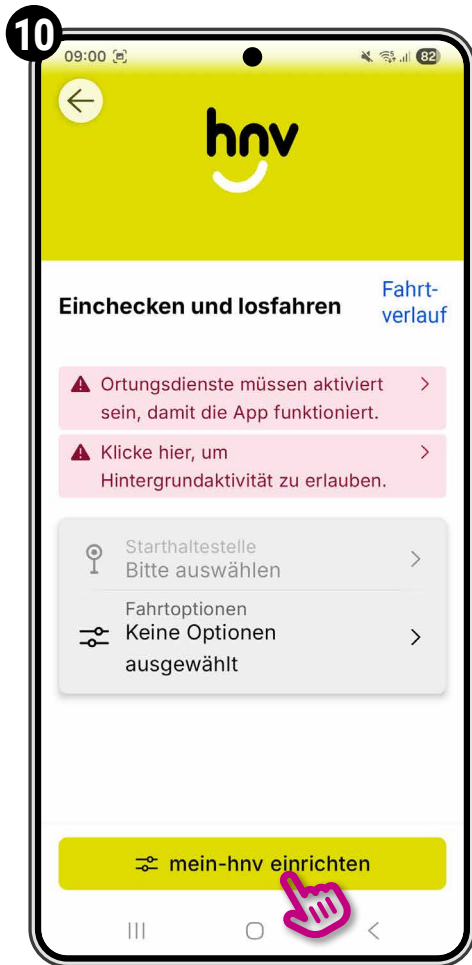 10
09:00
82
hnv
Einchecken und losfahren
Fahrt-
verlauf
Ortungsdienste müssen aktiviert
sein, damit die App funktioniert.
Klicke hier, um
Hintergrundaktivität zu erlauben.
Starthaltestelle
Bitte auswählen
Fahrtoptionen
Keine Optionen
ausgewählt
mein-hnv einrichten